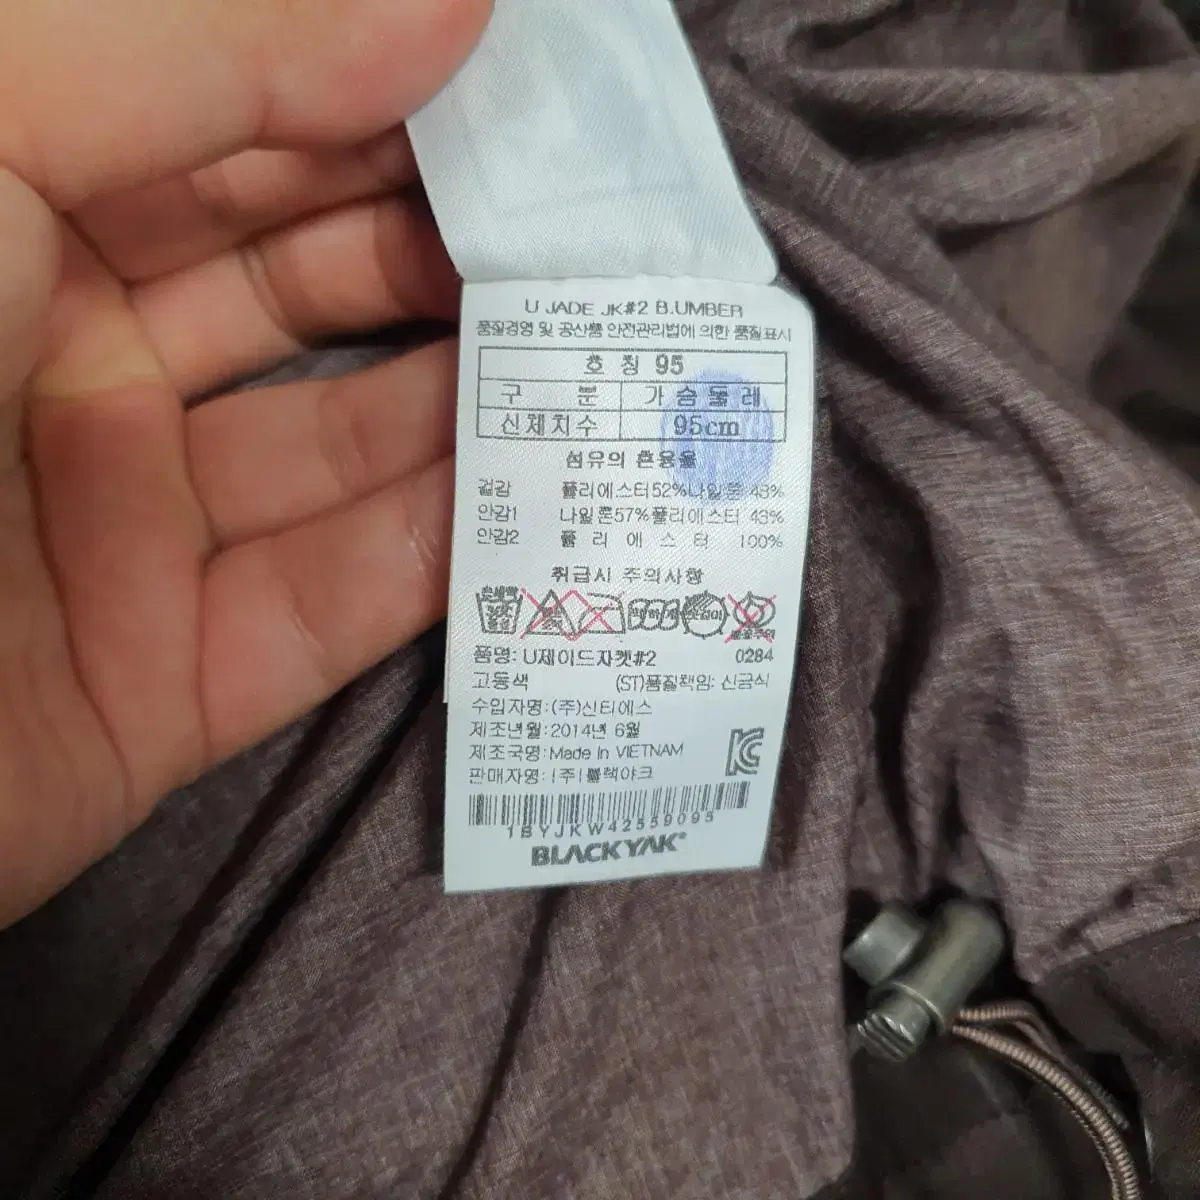 U JADE JK#2 B.UMBER
품질경영 및 공산품 안전관리법에 의한 품질표시
호 칭 95
구 분 가 슴 둘 레
신체치수 95cm
섬유의 혼용율
겉감 폴리에스터52%나일론 48%
안감1 나일론57%폴리에스터 43%
안감2 폴 리 에 스 터 100%
취급시 주의사항
손세탁
품명: U제이드자켓#2 0284
고동색 (ST)품질책임: 신금식
수입자명:(주)신티에스
제조년월:2014년 6월
제조국명:Made in VIETNAM
판매자명:(주)블랙야크
1BYJKW42559095
BLACKYAK®